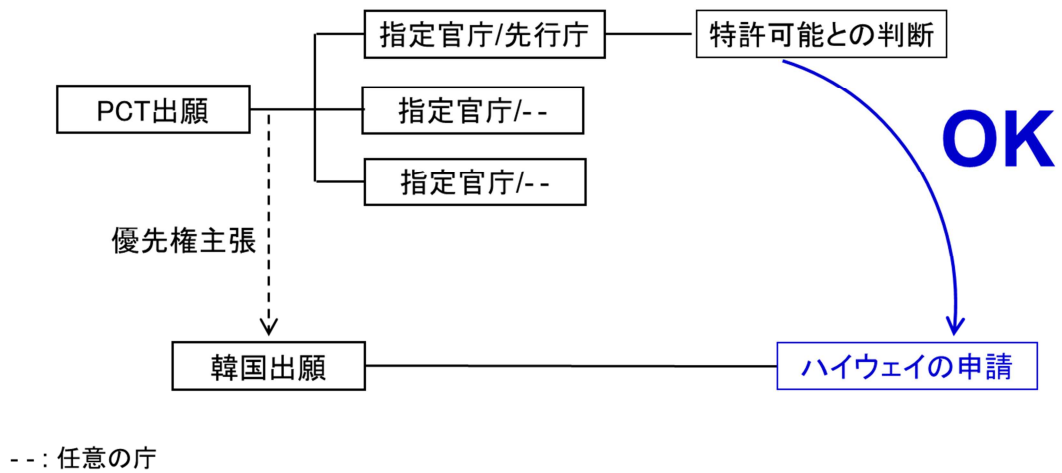 指定官庁/先行庁
特許可能との判断
PCT出願
指定官庁/--
OK
指定官庁/--
優先権主張
韓国出願
ハイウェイの申請
--: 任意の庁